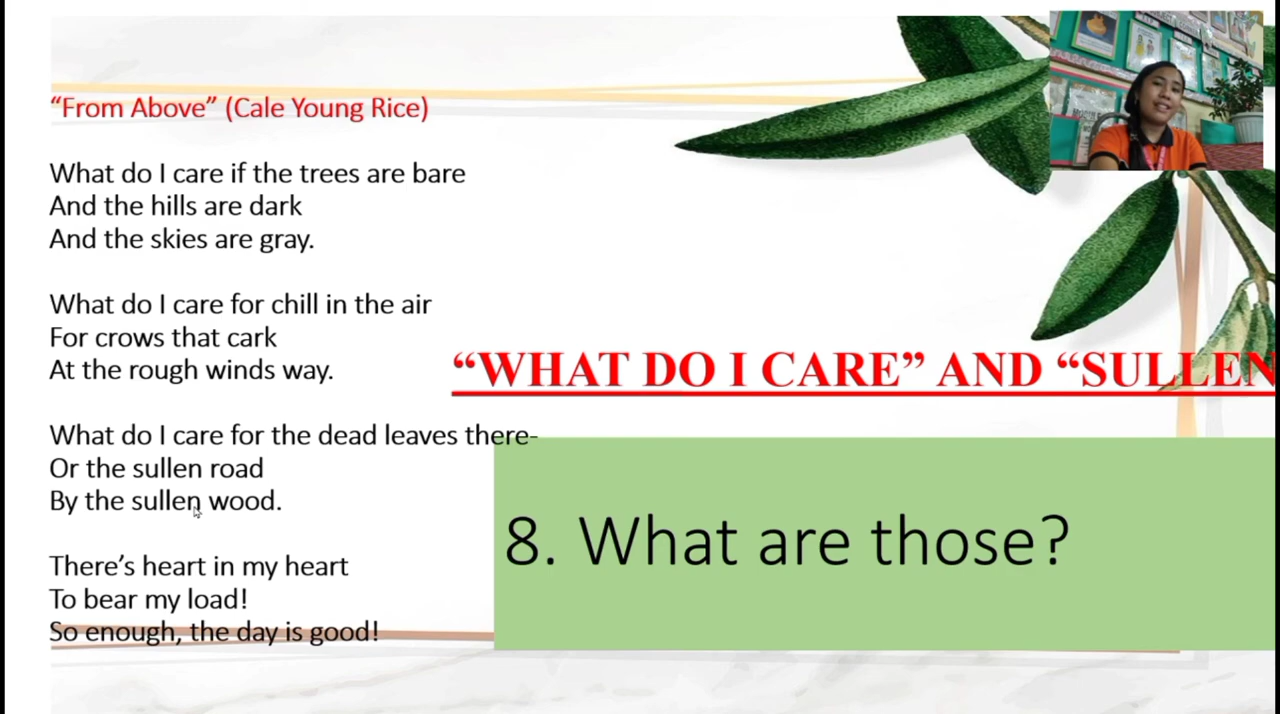 “From Above” (Cale Young Rice)
What do I care if the trees are bare
And the hills are dark
And the skies are gray.
What do I care for chill in the air
For crows that cark
At the rough winds way.
What do I care for the dead leaves there-
Or the sullen road
By the sullen wood.
There’s heart in my heart
To bear my load!
So enough, the day is good!
“WHAT DO I CARE” AND “SULLEN
8. What are those?